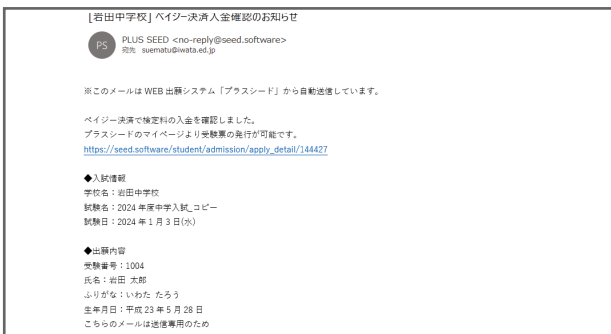 [岩田中学校] ペイジー決済入金確認のお知らせ
PS
PLUS SEED <no-reply@seed.software>
宛先 suematu@iwata.ed.jp
※このメールは WEB 出願システム「プラスシード」から自動送信しています。
ペイジー決済で検定料の入金を確認しました。
プラスシードのマイページより受験票の発行が可能です。
https://seed.software/student/admission/apply_detail/144427
◆入試情報
学校名：岩田中学校
試験名：2024 年度中学入試_コピー
試験日：2024 年 1 月 3 日(水)
◆出願内容
受験番号：1004
氏名：岩田 太郎
ふりがな：いわた たろう
生年月日：平成 23 年 5 月 28 日
こちらのメールは送信専用のため